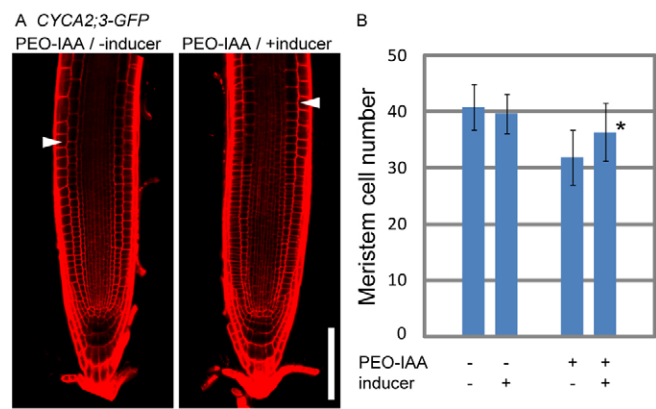 A CYCA2;3-GFP
PEO-IAA / -inducer
PEO-IAA / +inducer
B
Meristem cell number
50
40
30
20
10
0
*
PEO-IAA - - + +
inducer - + - +